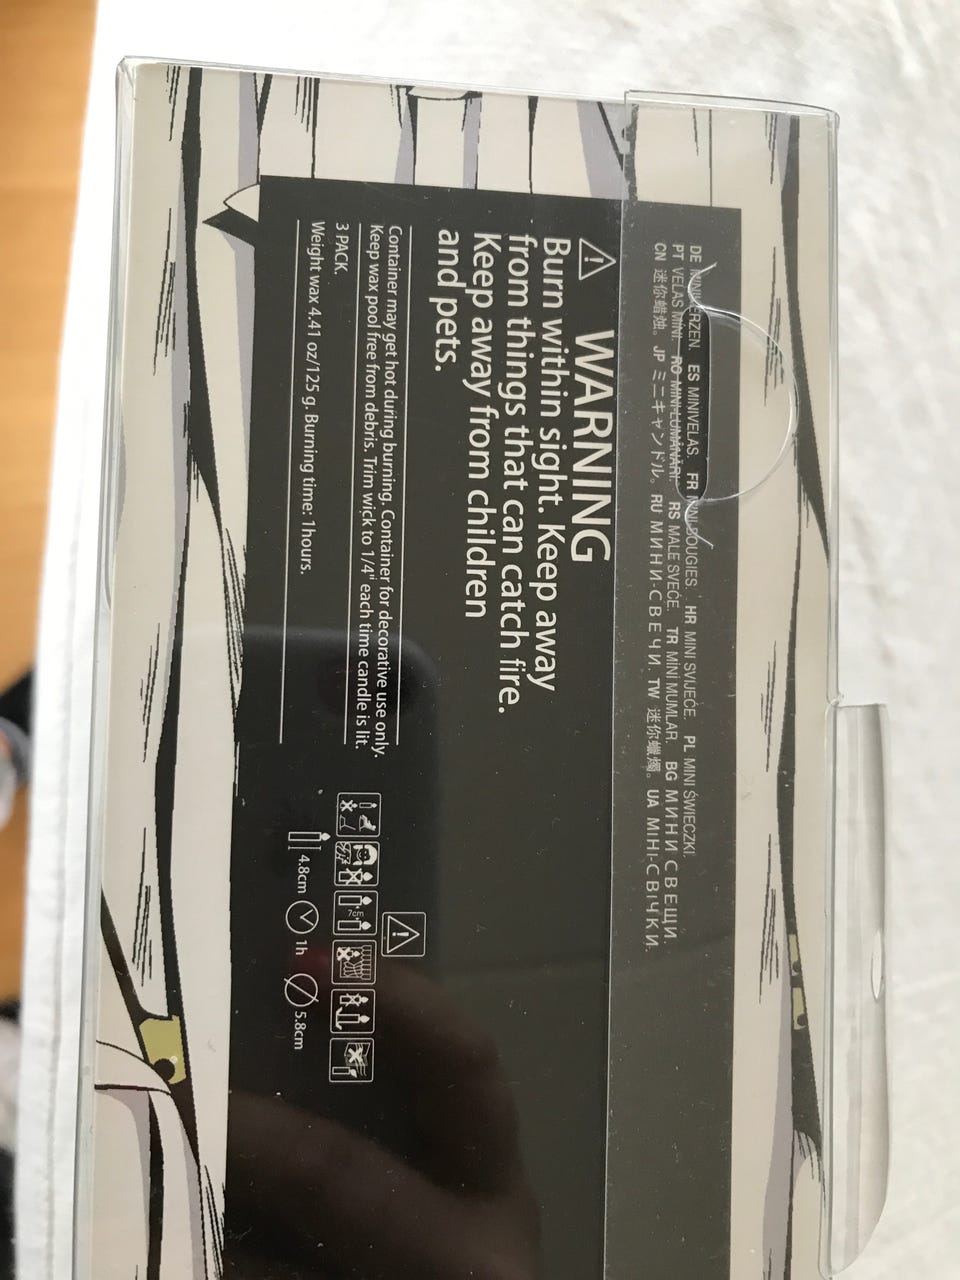 DE MINIKERZEN. ES MINIVELAS. FR MINI BOUGIES. HR MINI SVIJEĆE. PL MINI ŚWIECZKI.
PT VELAS MINI. RO MINI LUMÂNĂRI. RS MALE SVEĆE. TR MİNİ MUMLAR. BG МИНИ СВЕЩИ.
CN 迷你蜡烛。 JP ミニキャンドル。 RU МИНИ-СВЕЧИ. TW 迷你蠟燭。 UA МІНІ-СВІЧКИ.
WARNING
Burn within sight. Keep away
from things that can catch fire.
Keep away from children
and pets.
Container may get hot during burning. Container for decorative use only.
Keep wax pool free from debris. Trim wick to 1/4" each time candle is lit.
3 PACK.
Weight wax 4.41 oz/125 g. Burning time: 1hours.
7cm
4.8cm 1h 5.8cm